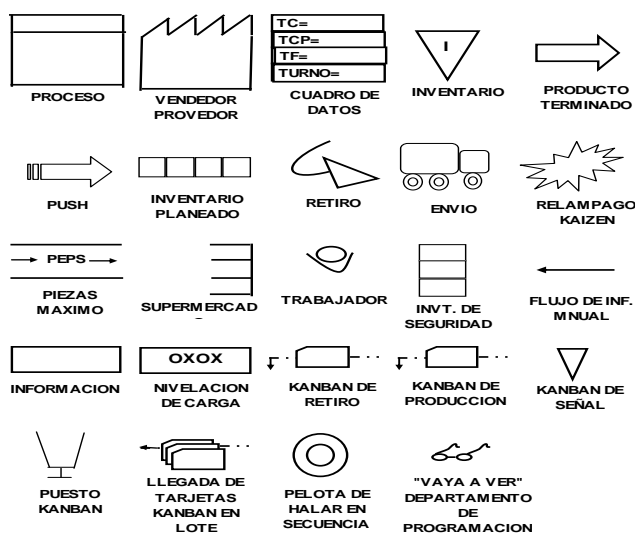 TC=
TCP=
TF=
TURNO=
I
PROCESO
VENDEDOR
PROVEDOR
CUADRO DE
DATOS
INVENTARIO
PRODUCTO
TERMINADO
PUSH
INVENTARIO
PLANEADO
RETIRO
ENVIO
RELAMPAGO
KAIZEN
PEPS
PIEZAS
MAXIMO
SUPERMERCAD
TRABAJADOR
INVT. DE
SEGURIDAD
FLUJO DE INF.
MNUAL
OXOX
INFORMACION
NIVELACION
DE CARGA
KANBAN DE
RETIRO
KANBAN DE
PRODUCCION
KANBAN DE
SEÑAL
PUESTO
KANBAN
LLEGADA DE
TARJETAS
KANBAN EN
LOTE
PELOTA DE
HALAR EN
SECUENCIA
"VAYA A VER"
DEPARTAMENTO
DE
PROGRAMACION